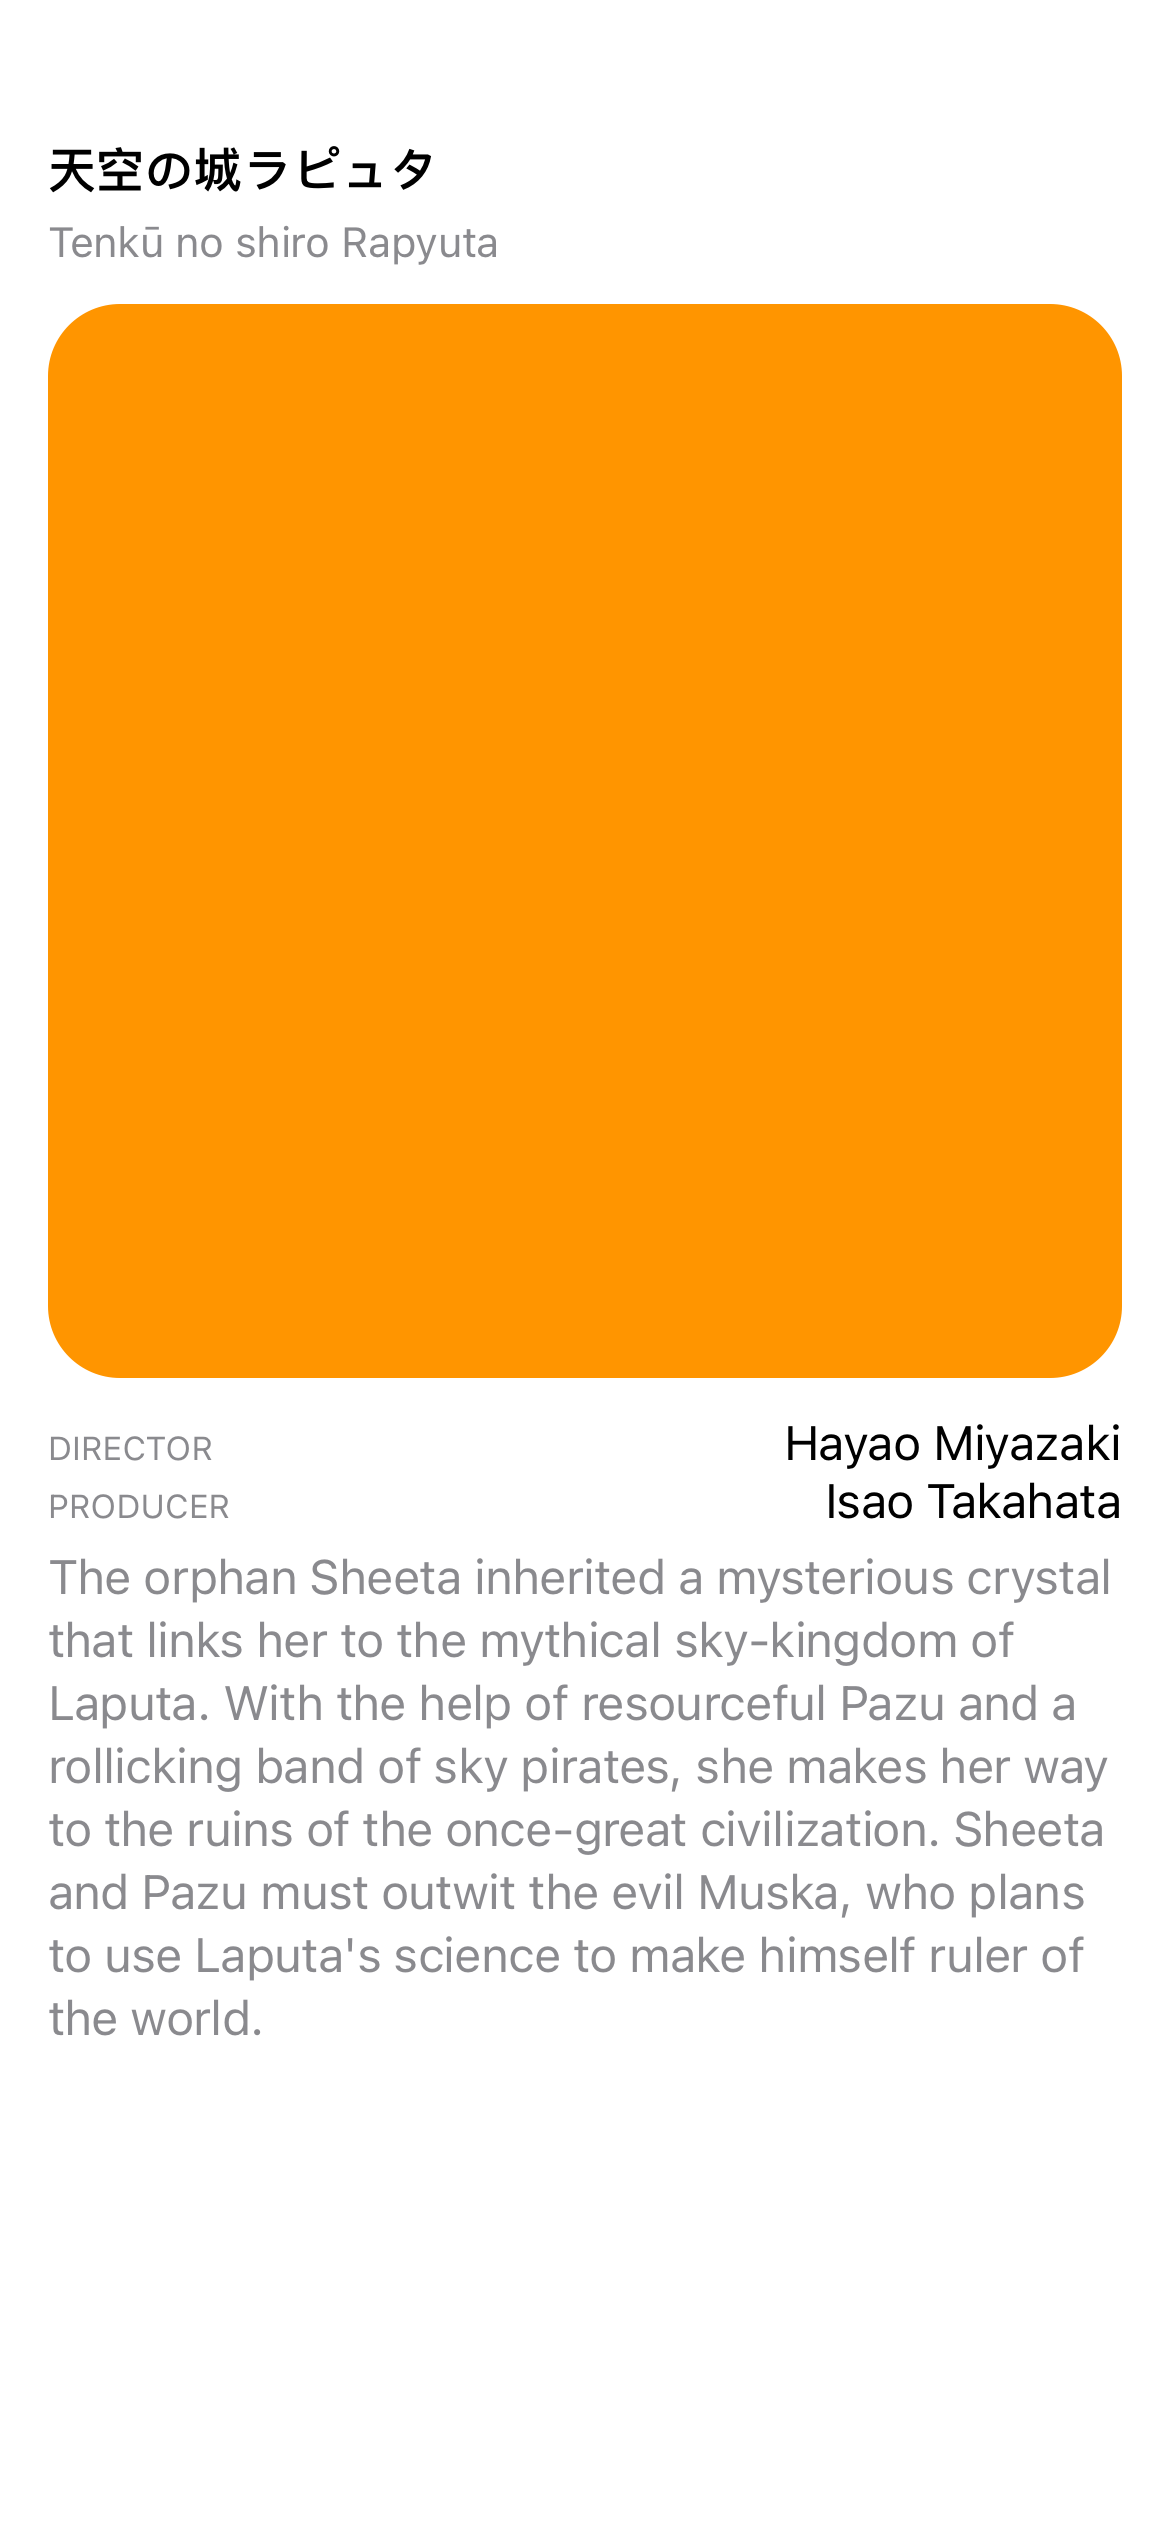 天空の城ラピュタ
Tenkū no shiro Rapyuta
DIRECTOR Hayao Miyazaki
PRODUCER Isao Takahata
The orphan Sheeta inherited a mysterious crystal
that links her to the mythical sky-kingdom of
Laputa. With the help of resourceful Pazu and a
rollicking band of sky pirates, she makes her way
to the ruins of the once-great civilization. Sheeta
and Pazu must outwit the evil Muska, who plans
to use Laputa's science to make himself ruler of
the world.